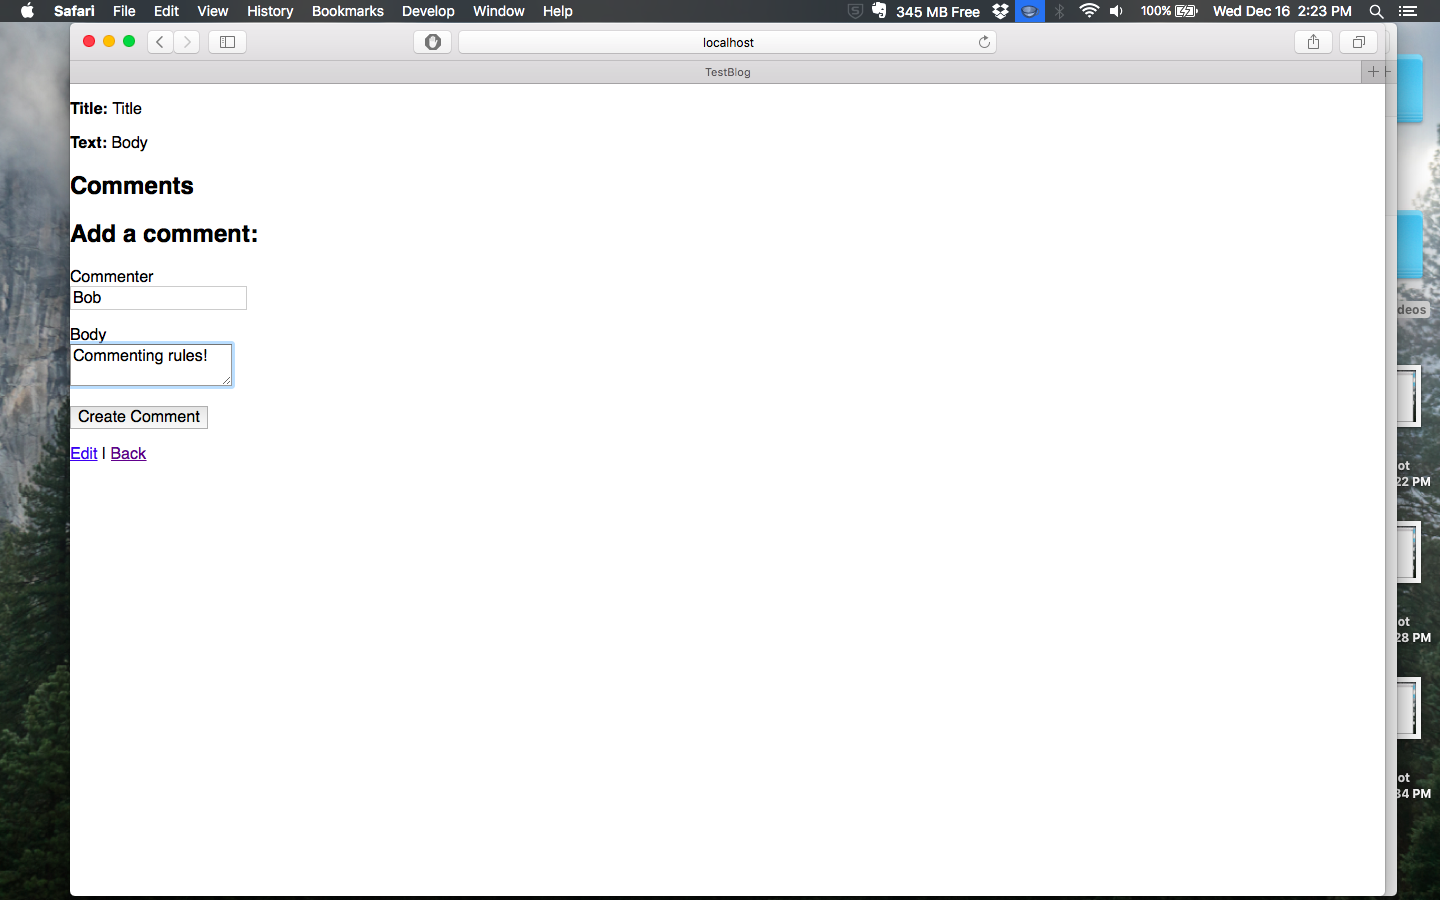 Safari File Edit View History Bookmarks Develop Window Help 345 MB Free 100% Wed Dec 16 2:23 PM
localhost
TestBlog
Title: Title
Text: Body
Comments
Add a comment:
Commenter
Bob
Body
Commenting rules!
Create Comment
Edit | Back
deos
ot
22 PM
ot
28 PM
ot
34 PM